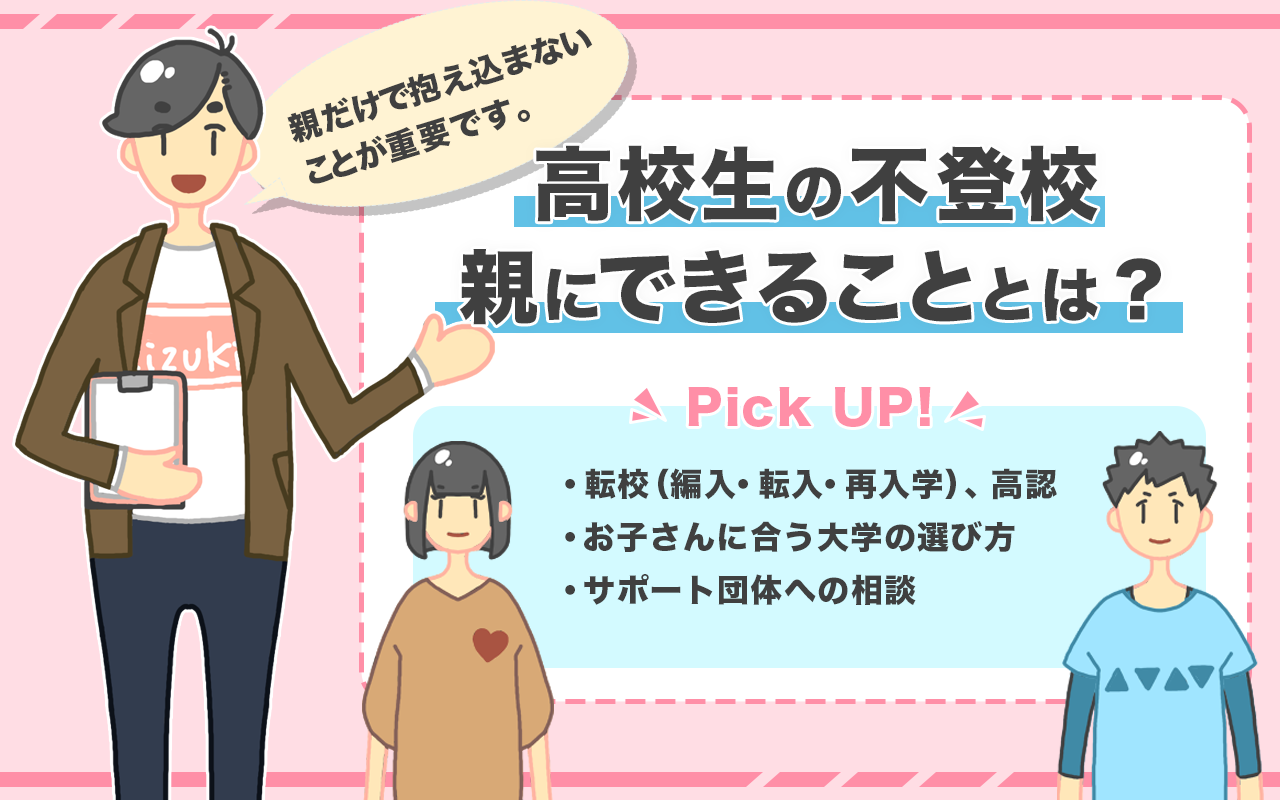 親だけで抱え込まない
ことが重要です。
高校生の不登校
親にできることとは？
izuki
Pick UP!
・転校（編入・転入・再入学）、高認
・お子さんに合う大学の選び方
・サポート団体への相談